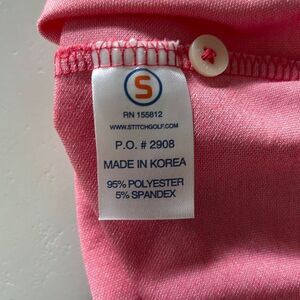 S
RN 155812
WWW.STITCHGOLF.COM
P.O. # 2908
MADE IN KOREA
95% POLYESTER
5% SPANDEX